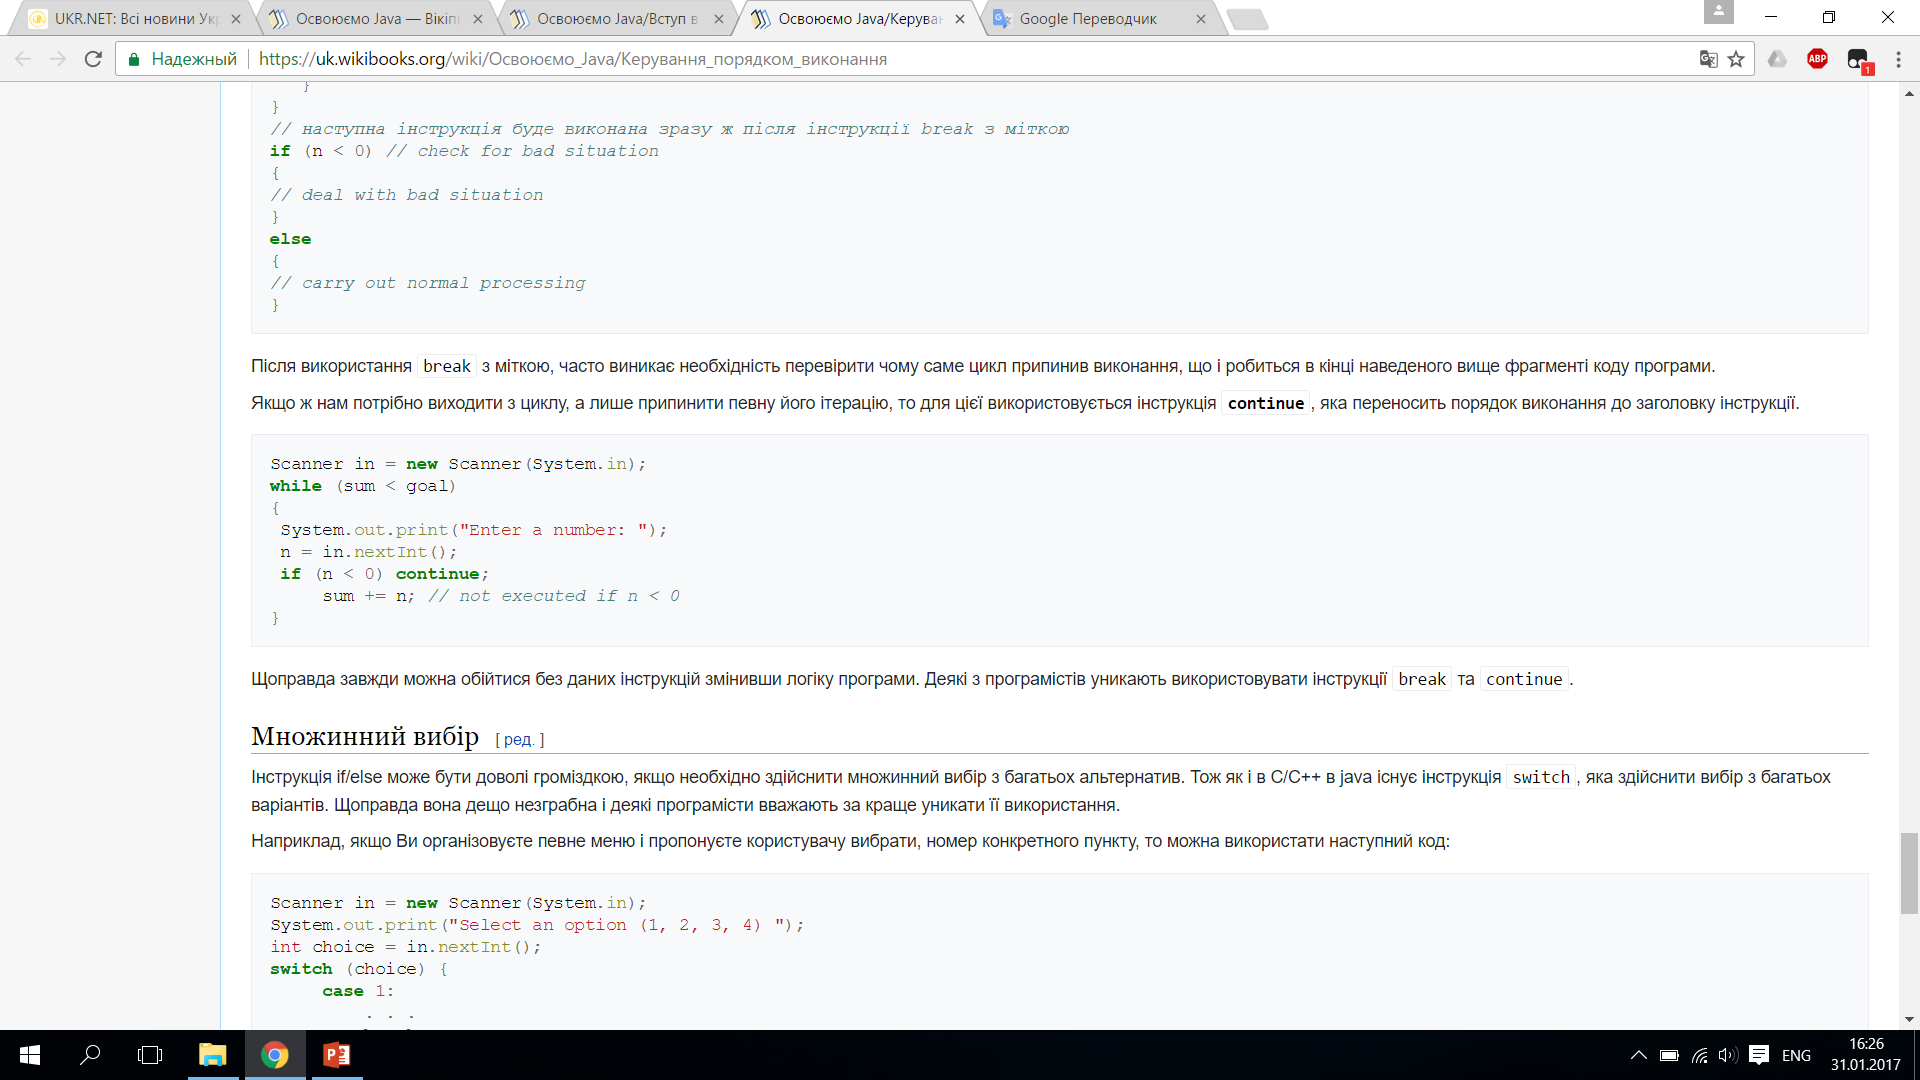 UKR.NET: Всі новини Укр
Освоюємо Java — Вікіпі
Освоюємо Java/Вступ в
Освоюємо Java/Керуван
Google Переводчик
Надежный
https://uk.wikibooks.org/wiki/Освоюємо_Java/Керування_порядком_виконання
ABP
1
}
}
// наступна інструкція буде виконана зразу ж після інструкції break з міткою
if (n < 0) // check for bad situation
{
// deal with bad situation
}
else
{
// carry out normal processing
}
Після використання break з міткою, часто виникає необхідність перевірити чому саме цикл припинив виконання, що і робиться в кінці наведеного вище фрагменті коду програми.
Якщо ж нам потрібно виходити з циклу, а лише припинити певну його ітерацію, то для цієї використовується інструкція continue, яка переносить порядок виконання до заголовку інструкції.
Scanner in = new Scanner(System.in);
while (sum < goal)
{
System.out.print("Enter a number: ");
n = in.nextInt();
if (n < 0) continue;
sum += n; // not executed if n < 0
}
Щоправда завжди можна обійтися без даних інструкцій змінивши логіку програми. Деякі з програмістів уникають використовувати інструкції break та continue.
Множинний вибір [ред.]
Інструкція if/else може бути доволі громіздкою, якщо необхідно здійснити множинний вибір з багатьох альтернатив. Тож як і в C/C++ в java існує інструкція switch, яка здійснити вибір з багатьох
варіантів. Щоправда вона дещо незграбна і деякі програмісти вважають за краще уникати її використання.
Наприклад, якщо Ви організовуєте певне меню і пропонуєте користувачу вибрати, номер конкретного пункту, то можна використати наступний код:
Scanner in = new Scanner(System.in);
System.out.print("Select an option (1, 2, 3, 4) ");
int choice = in.nextInt();
switch (choice) {
case 1:
. . .
ENG
16:26
31.01.2017